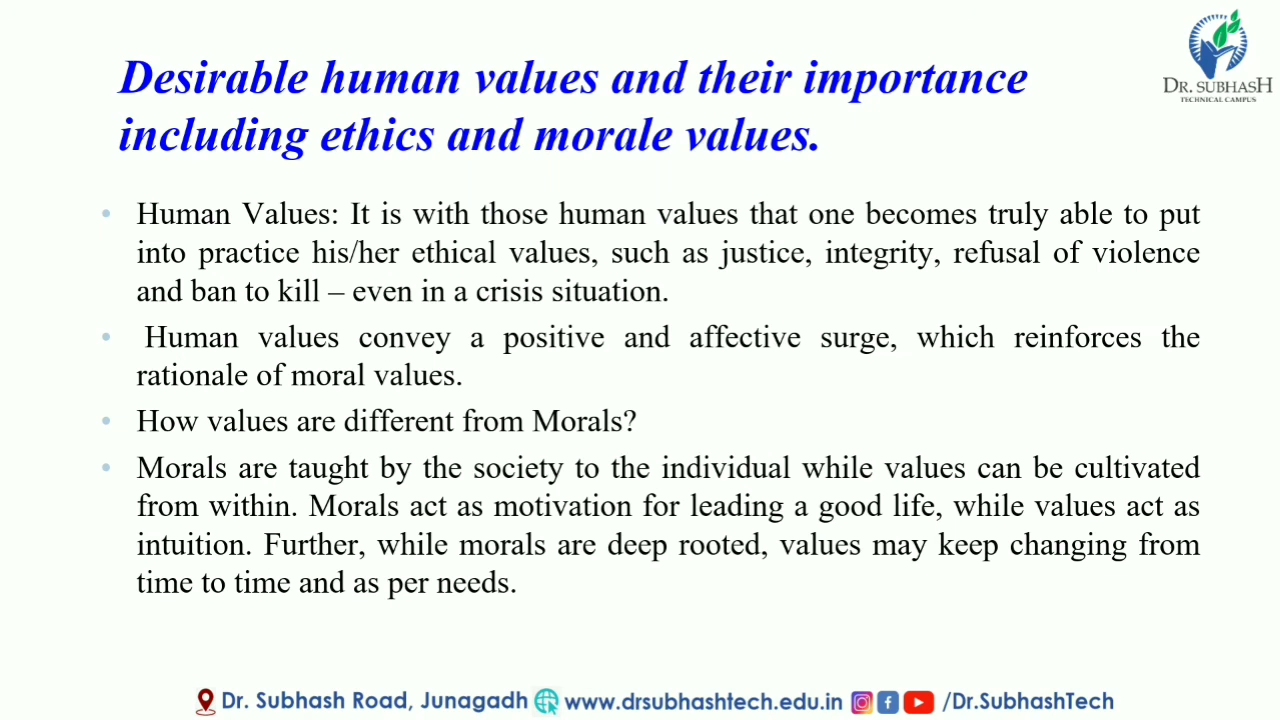 Desirable human values and their importance
including ethics and morale values.
DR. SUBHASH
TECHNICAL CAMPUS
• Human Values: It is with those human values that one becomes truly able to put
into practice his/her ethical values, such as justice, integrity, refusal of violence
and ban to kill – even in a crisis situation.
• Human values convey a positive and affective surge, which reinforces the
rationale of moral values.
• How values are different from Morals?
• Morals are taught by the society to the individual while values can be cultivated
from within. Morals act as motivation for leading a good life, while values act as
intuition. Further, while morals are deep rooted, values may keep changing from
time to time and as per needs.
Dr. Subhash Road, Junagadh www.drsubhashtech.edu.in /Dr.SubhashTech